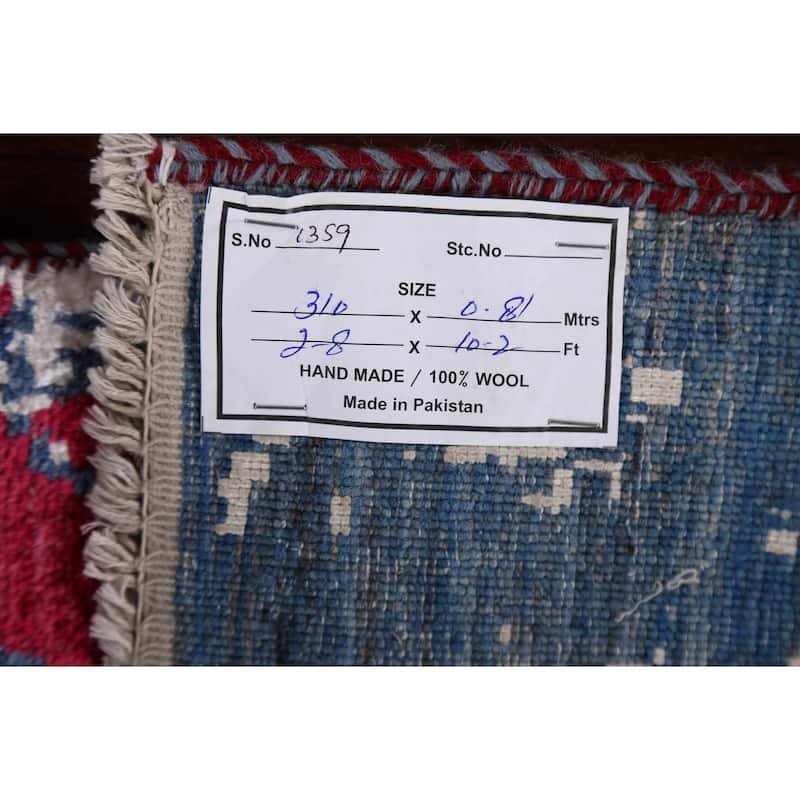 S.No 1359 Stc.No
SIZE
310 X 0.81 Mtrs
2-8 X 10-2 Ft
HAND MADE / 100% WOOL
Made in Pakistan